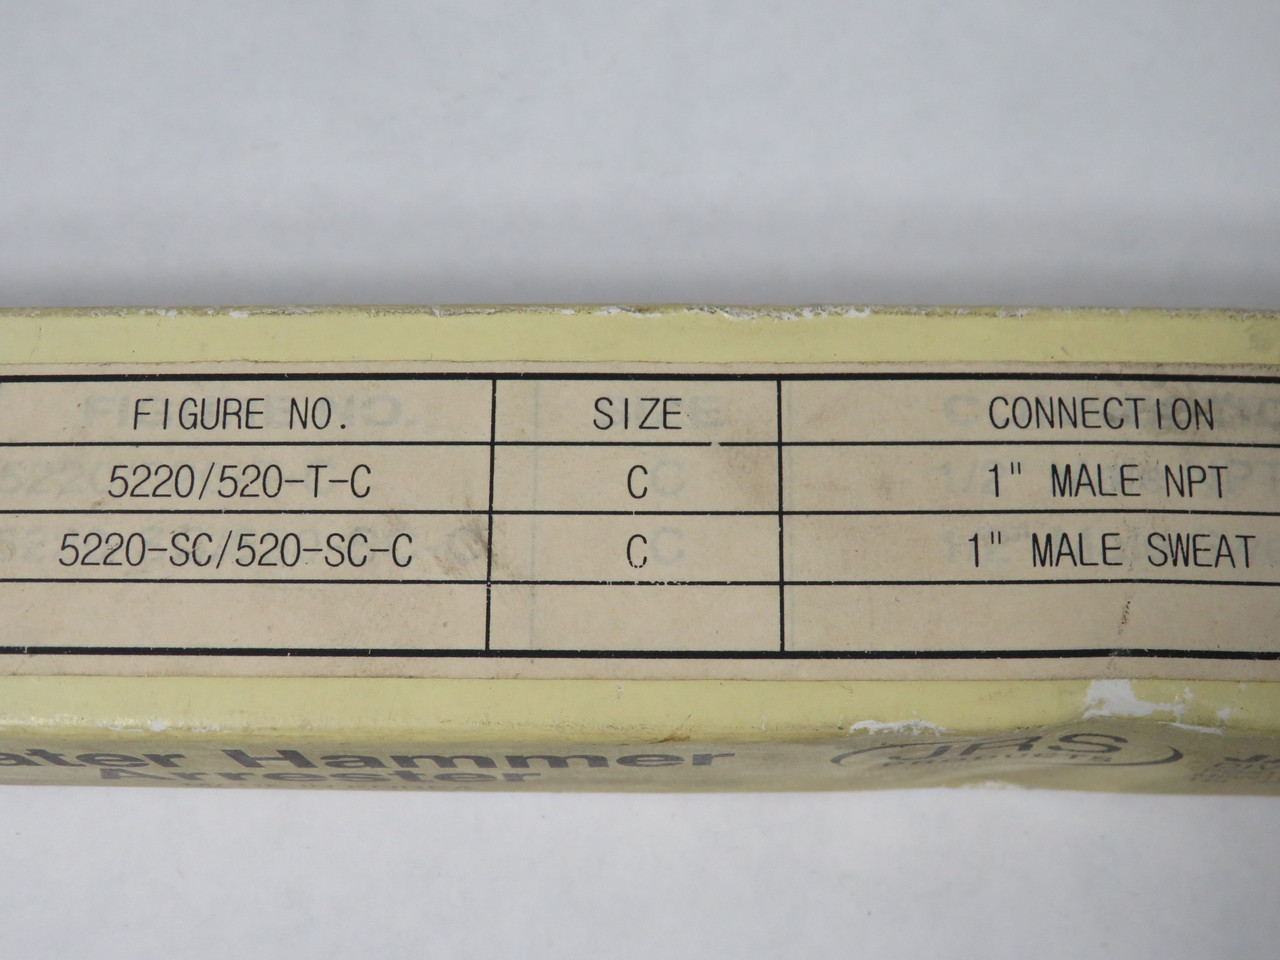 FIGURE NO. SIZE CONNECTION
5220/520-T-C C 1" MALE NPT
5220-SC/520-SC-C C 1" MALE SWEAT
Hammer
Arrester
JRS
PRODUCTS